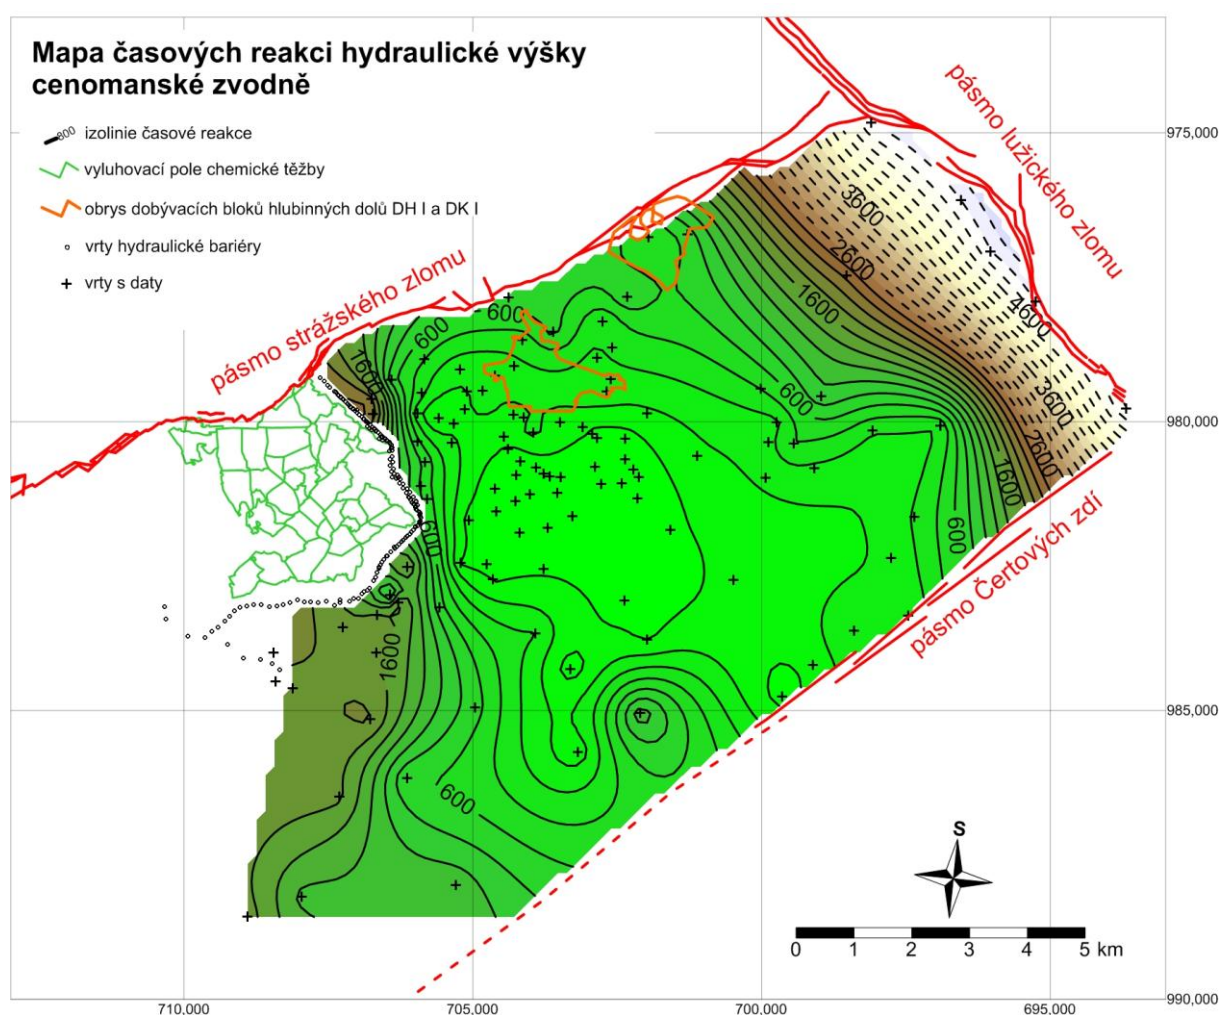 Mapa časových reakci hydraulické výšky
cenomanské zvodně
800
izolinie časové reakce
vyluhovací pole chemické těžby
obrys dobývacích bloků hlubinných dolů DH I a DK I
vrty hydraulické bariéry
vrty s daty
pásmo lužického zlomu
975,000
3600
2600
4600
1600
pásmo strážského zlomu
600
600
1600
600
3600
2600
1600
980,000
600
600
pásmo Čertových zdí
1600
985,000
600
S
0 1 2 3 4 5 km
990,000
710,000 705,000 700,000 695,000